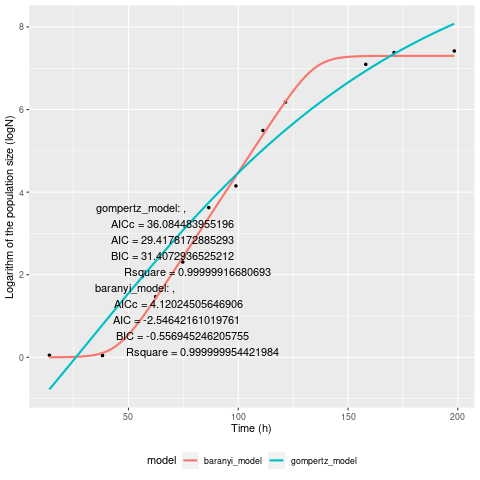 8
6
4
2
0
Logarithm of the population size (logN)
gompertz_model: ,
AICc = 36.084483955196
AIC = 29.4178172885293
BIC = 31.4072936525212
Rsquare = 0.99999916680693
baranyi_model: ,
AICc = 4.12024505646906
AIC = -2.54642161019761
BIC = -0.556945246205755
Rsquare = 0.999999954421984
50 100 150 200
Time (h)
model baranyi_model gompertz_model